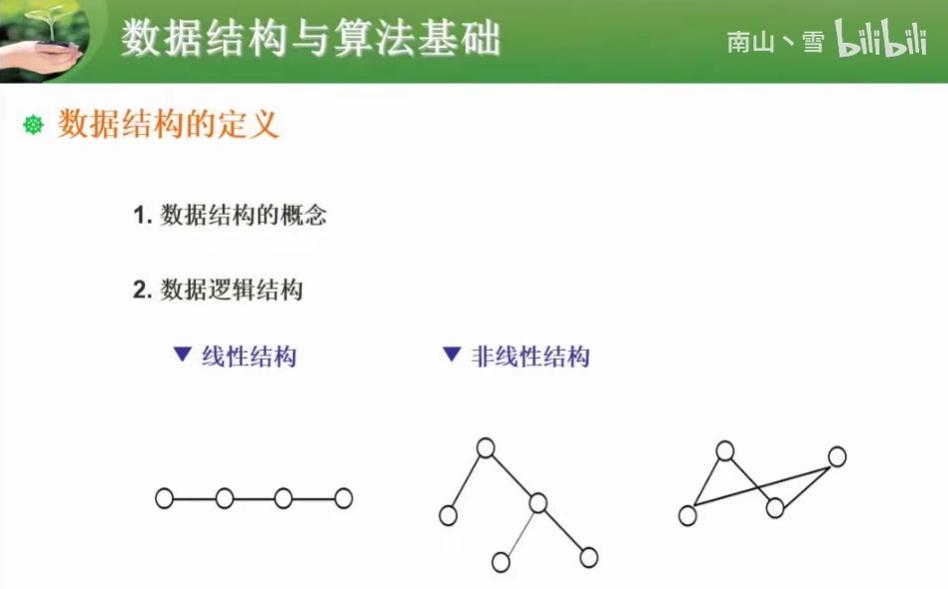 数据结构与算法基础
南山丶雪 bilibili
数据结构的定义
1. 数据结构的概念
2. 数据逻辑结构
线性结构
非线性结构